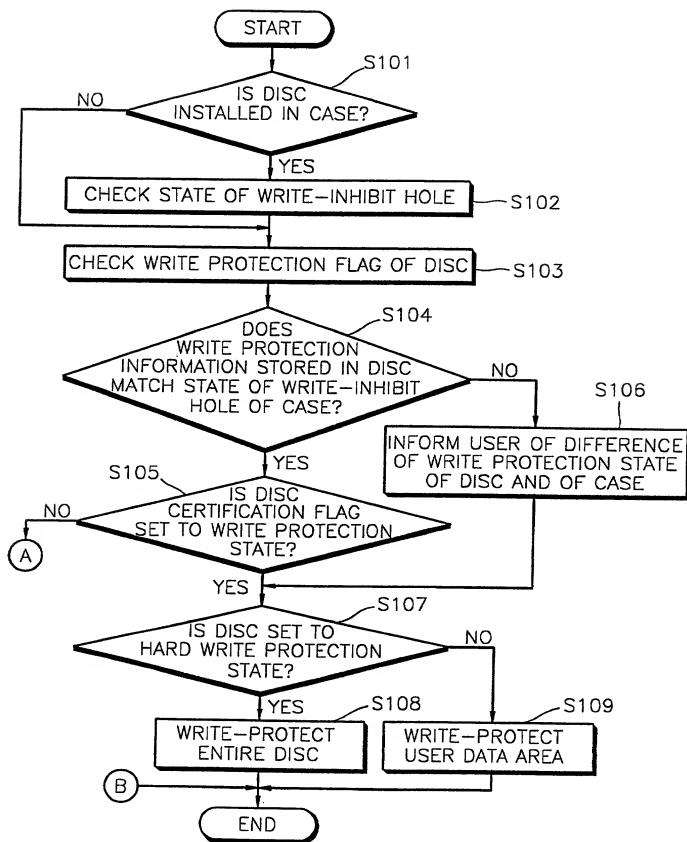 START
S101
NO
IS DISC
INSTALLED IN CASE?
YES
CHECK STATE OF WRITE-INHIBIT HOLE
S102
CHECK WRITE PROTECTION FLAG OF DISC
S103
S104
DOES
WRITE PROTECTION
INFORMATION STORED IN DISC
MATCH STATE OF WRITE-INHIBIT
HOLE OF CASE?
NO
S106
INFORM USER OF DIFFERENCE
OF WRITE PROTECTION STATE
OF DISC AND OF CASE
YES
S105
NO
IS DISC
CERTIFICATION FLAG
SET TO WRITE PROTECTION
STATE?
A
YES
S107
IS DISC SET TO
HARD WRITE PROTECTION
STATE?
NO
YES
S108
WRITE-PROTECT
ENTIRE DISC
S109
WRITE-PROTECT
USER DATA AREA
B
END